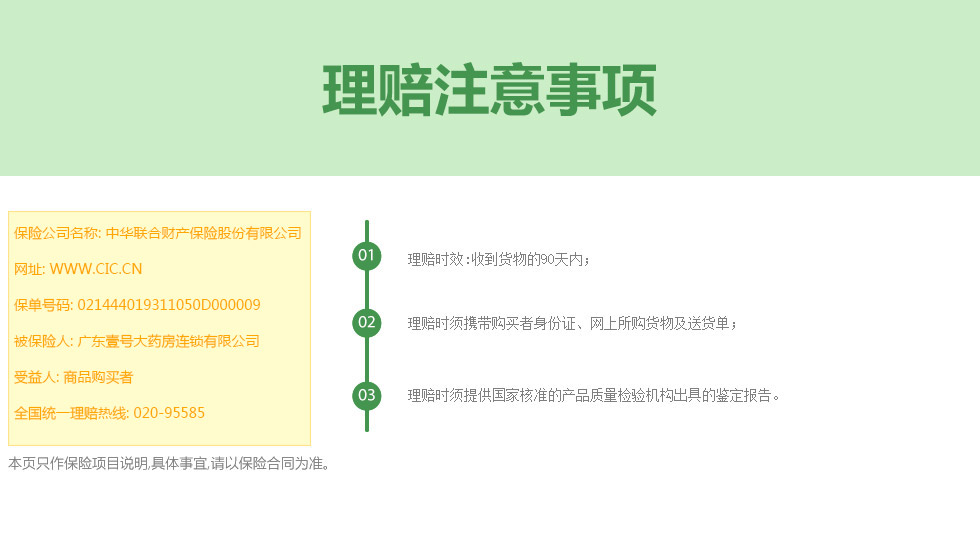 理赔注意事项
保险公司名称: 中华联合财产保险股份有限公司
网址: WWW.CIC.CN
保单号码: 021444019311050D000009
被保险人: 广东壹号大药房连锁有限公司
受益人: 商品购买者
全国统一理赔热线: 020-95585
本页只作保险项目说明,具体事宜,请以保险合同为准。
01 理赔时效:收到货物的90天内;
02 理赔时须携带购买者身份证、网上所购货物及送货单;
03 理赔时须提供国家核准的产品质量检验机构出具的鉴定报告。